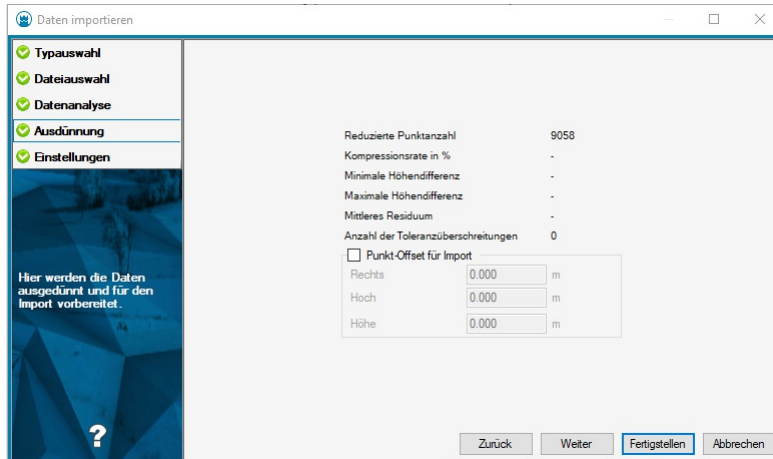 Daten importieren
Typauswahl
Dateiauswahl
Datenanalyse
Ausdünnung
Einstellungen
Hier werden die Daten
ausgedünnt und für den
Import vorbereitet.
?
Reduzierte Punktanzahl 9058
Kompressionsrate in % -
Minimale Höhendifferenz -
Maximale Höhendifferenz -
Mittleres Residuum -
Anzahl der Toleranzüberschreitungen 0
Punkt-Offset für Import
Rechts 0.000 m
Hoch 0.000 m
Höhe 0.000 m
Zurück Weiter Fertigstellen Abbrechen